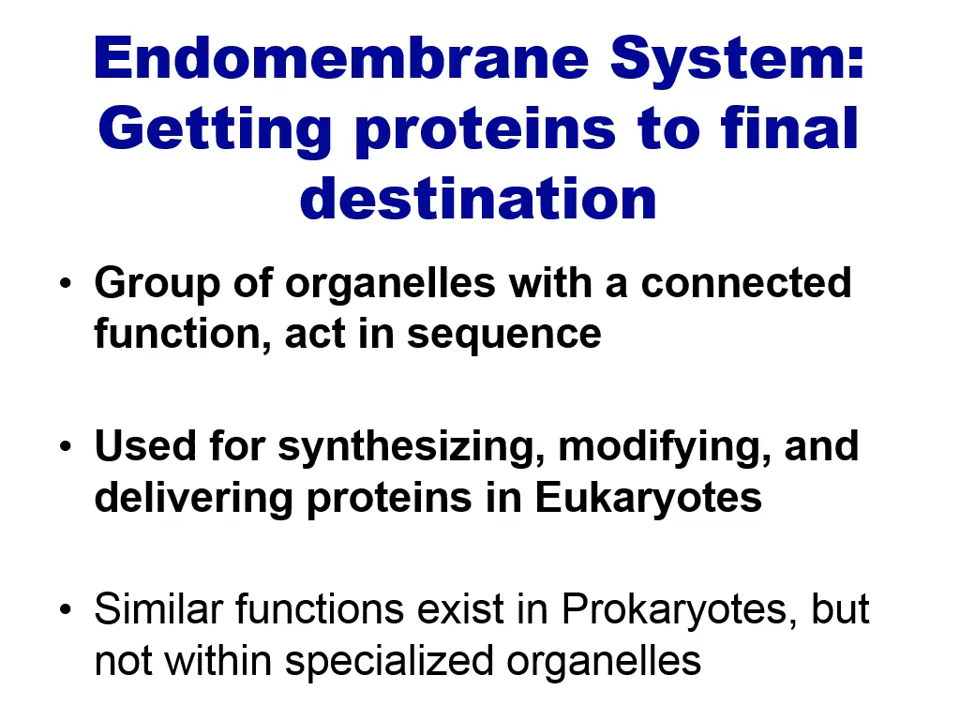 Endomembrane System:
Getting proteins to final
destination
• Group of organelles with a connected
function, act in sequence
• Used for synthesizing, modifying, and
delivering proteins in Eukaryotes
• Similar functions exist in Prokaryotes, but
not within specialized organelles